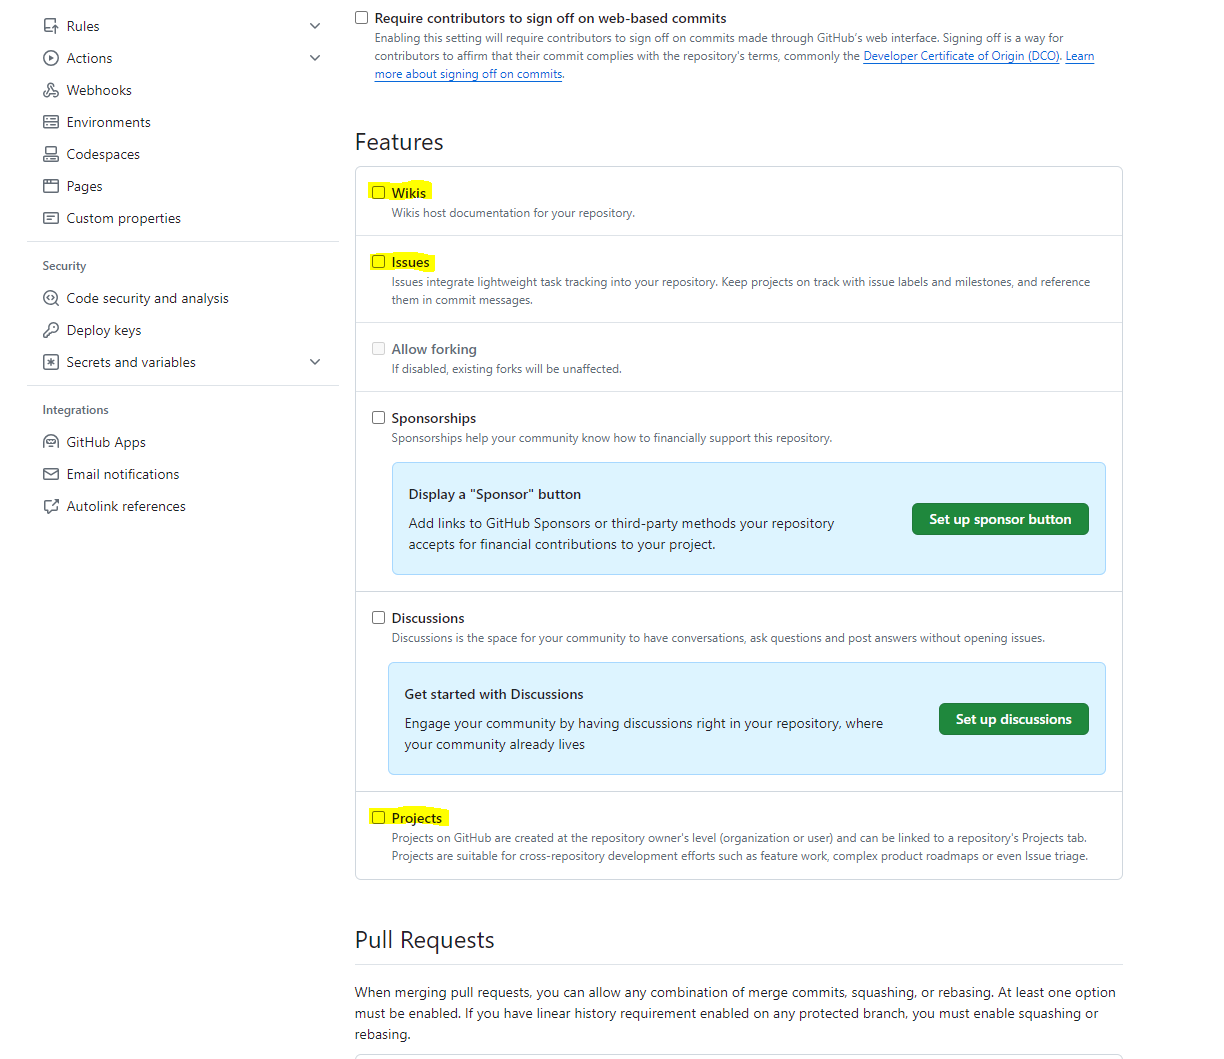 Rules
Actions
Webhooks
Environments
Codespaces
Pages
Custom properties
Security
Code security and analysis
Deploy keys
Secrets and variables
Integrations
GitHub Apps
Email notifications
Autolink references
Require contributors to sign off on web-based commits
Enabling this setting will require contributors to sign off on commits made through GitHub's web interface. Signing off is a way for
contributors to affirm that their commit complies with the repository's terms, commonly the Developer Certificate of Origin (DCO). Learn
more about signing off on commits.
Features
Wikis
Wikis host documentation for your repository.
Issues
Issues integrate lightweight task tracking into your repository. Keep projects on track with issue labels and milestones, and reference
them in commit messages.
Allow forking
If disabled, existing forks will be unaffected.
Sponsorships
Sponsorships help your community know how to financially support this repository.
Display a "Sponsor" button
Add links to GitHub Sponsors or third-party methods your repository
accepts for financial contributions to your project.
Set up sponsor button
Discussions
Discussions is the space for your community to have conversations, ask questions and post answers without opening issues.
Get started with Discussions
Engage your community by having discussions right in your repository, where
your community already lives
Set up discussions
Projects
Projects on GitHub are created at the repository owner's level (organization or user) and can be linked to a repository's Projects tab.
Projects are suitable for cross-repository development efforts such as feature work, complex product roadmaps or even Issue triage.
Pull Requests
When merging pull requests, you can allow any combination of merge commits, squashing, or rebasing. At least one option
must be enabled. If you have linear history requirement enabled on any protected branch, you must enable squashing or
rebasing.